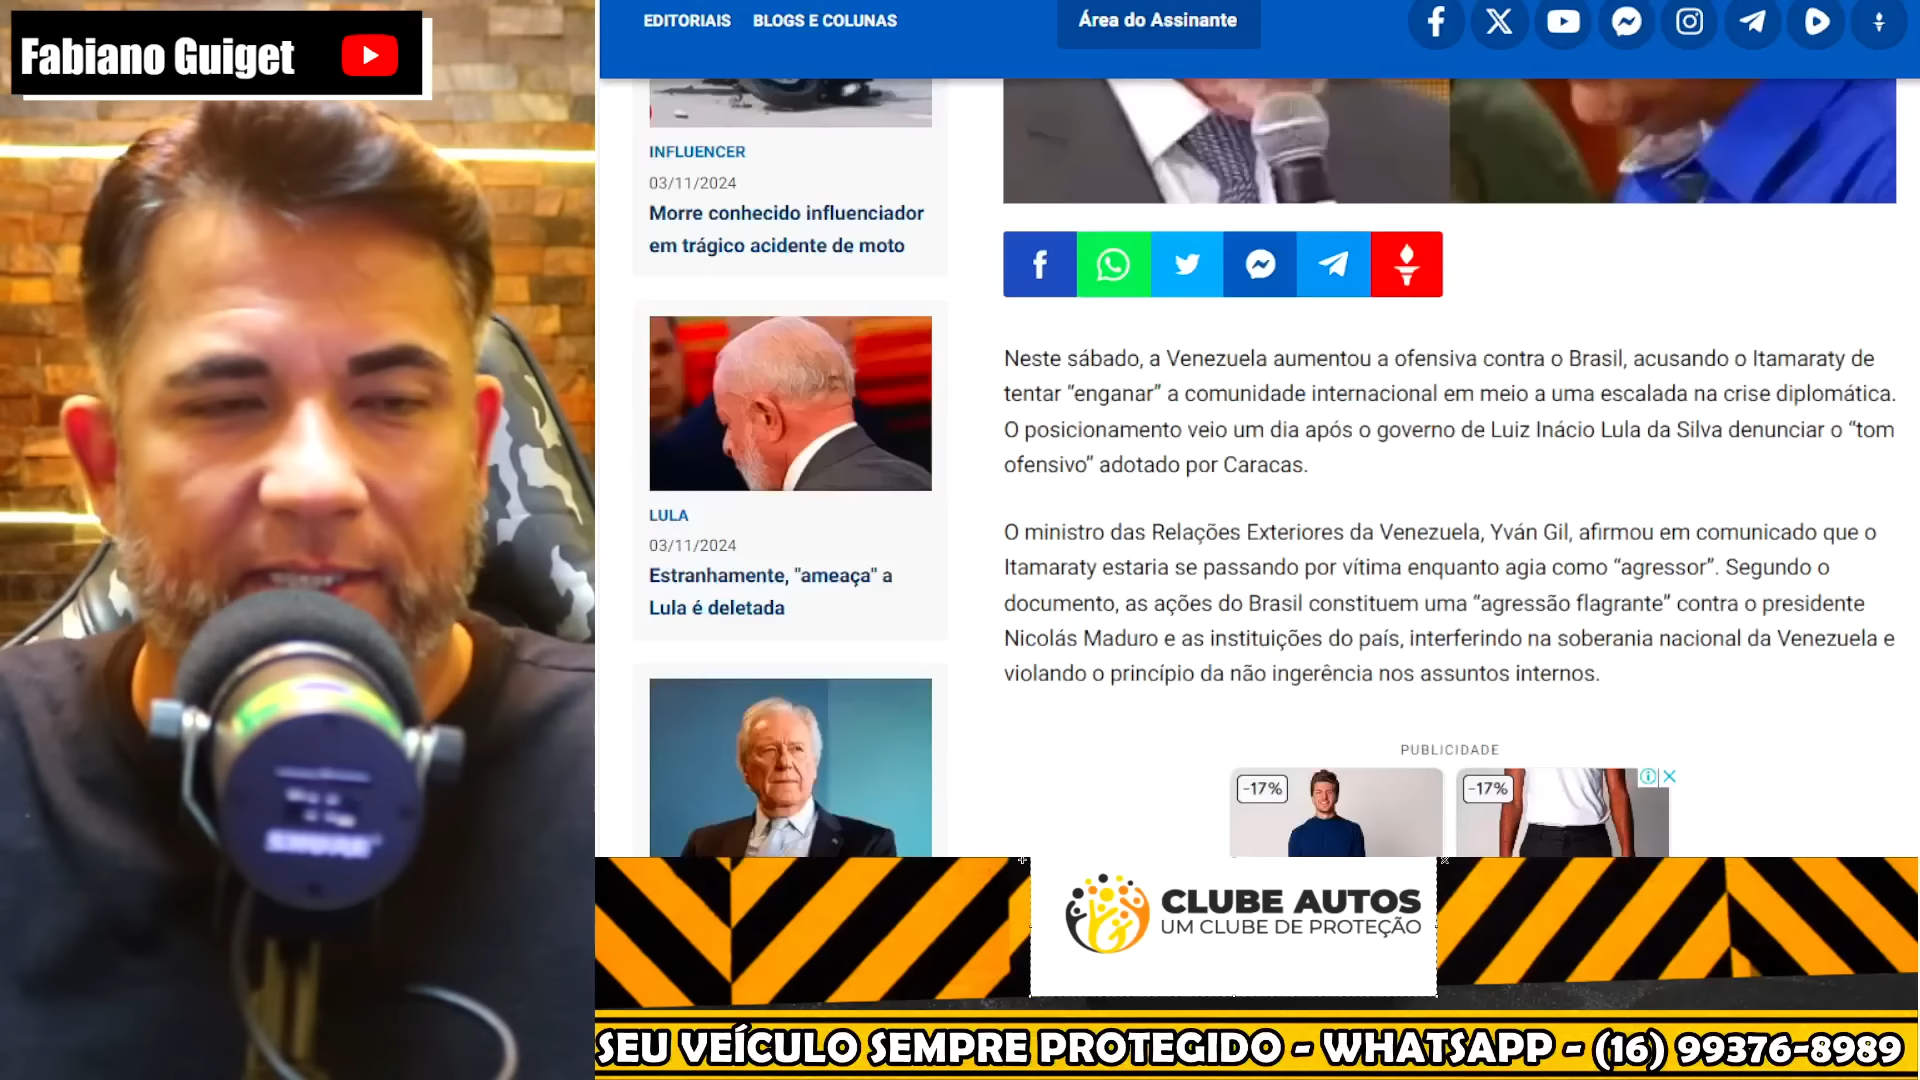 Fabiano Guiget
EDITORIAIS BLOGS E COLUNAS
Área do Assinante
INFLUENCER
03/11/2024
Morre conhecido influenciador
em trágico acidente de moto
LULA
03/11/2024
Estranhamente, "ameaça" a
Lula é deletada
Neste sábado, a Venezuela aumentou a ofensiva contra o Brasil, acusando o Itamaraty de
tentar “enganar” a comunidade internacional em meio a uma escalada na crise diplomática.
O posicionamento veio um dia após o governo de Luiz Inácio Lula da Silva denunciar o “tom
ofensivo” adotado por Caracas.
O ministro das Relações Exteriores da Venezuela, Yván Gil, afirmou em comunicado que o
Itamaraty estaria se passando por vítima enquanto agia como “agressor”. Segundo o
documento, as ações do Brasil constituem uma “agressão flagrante” contra o presidente
Nicolás Maduro e as instituições do país, interferindo na soberania nacional da Venezuela e
violando o princípio da não ingerência nos assuntos internos.
PUBLICIDADE
-17%
-17%
CLUBE AUTOS
UM CLUBE DE PROTEÇÃO
SEU VEÍCULO SEMPRE PROTEGIDO - WHATSAPP - (16) 99376-8989